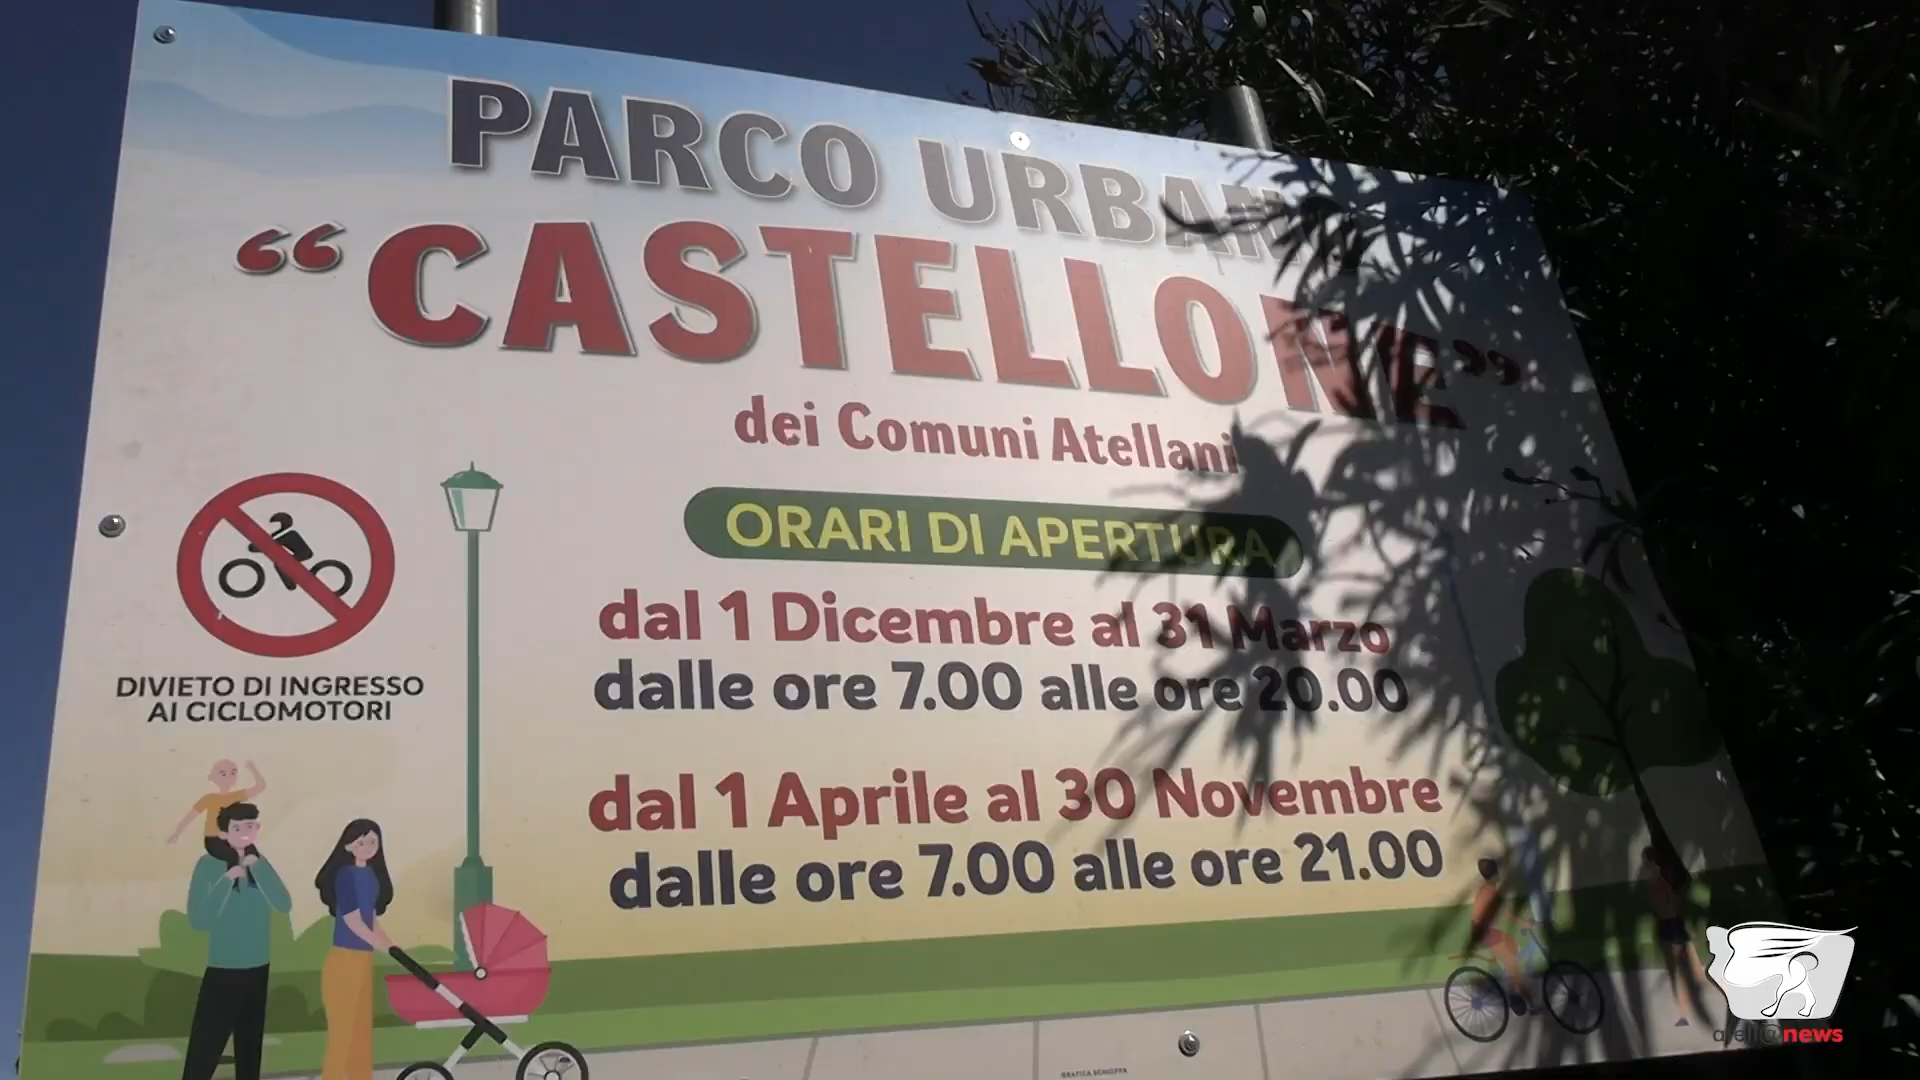 PARCO URBAN
“CASTELLONE”
dei Comuni Atellani
ORARI DI APERTURA
dal 1 Dicembre al 31 Marzo
dalle ore 7.00 alle ore 20.00
dal 1 Aprile al 30 Novembre
dalle ore 7.00 alle ore 21.00
DIVIETO DI INGRESSO
AI CICLOMOTORI
atell@news